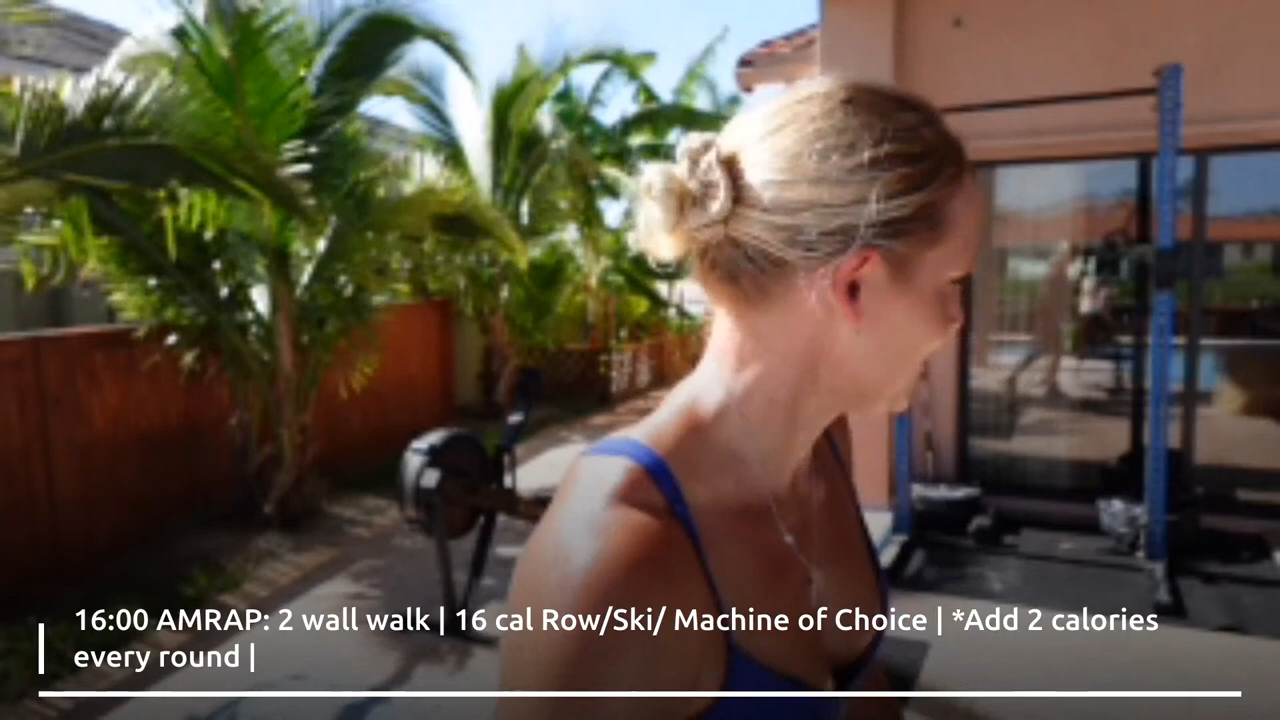 16:00 AMRAP: 2 wall walk | 16 cal Row/Ski/ Machine of Choice | *Add 2 calories
every round |